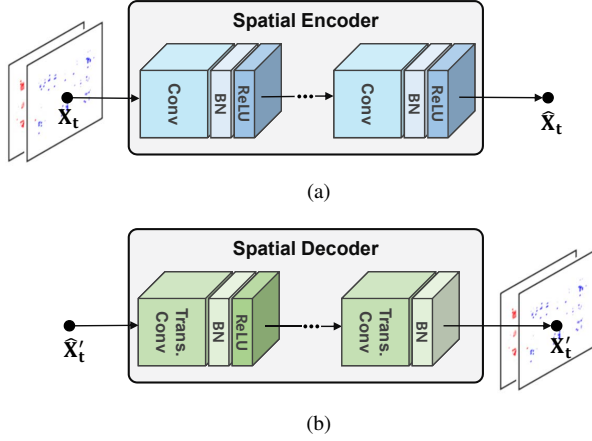 Spatial Encoder
Conv BN ReLU ... Conv BN ReLU
X_t
X̂_t
(a)
Spatial Decoder
Trans. Conv BN ReLU ... Trans. Conv BN
X̂′_t
X′_t
(b)